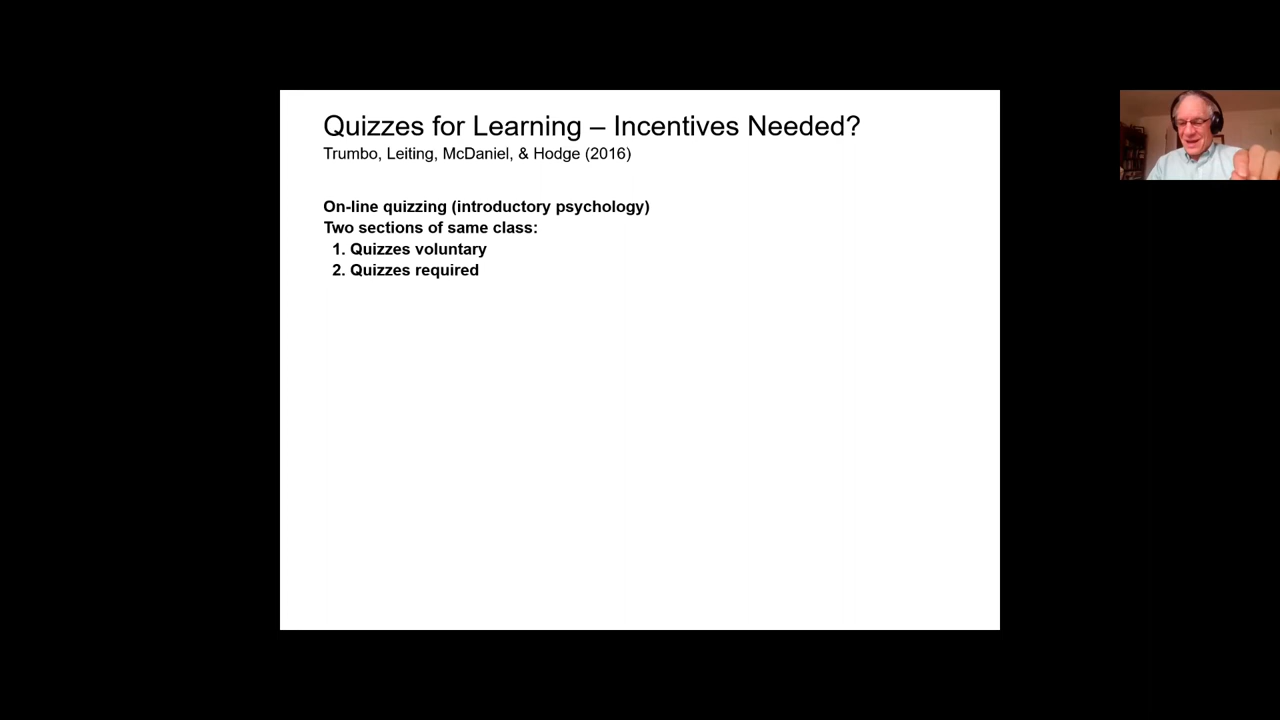 Quizzes for Learning – Incentives Needed?
Trumbo, Leiting, McDaniel, & Hodge (2016)
On-line quizzing (introductory psychology)
Two sections of same class:
1. Quizzes voluntary
2. Quizzes required